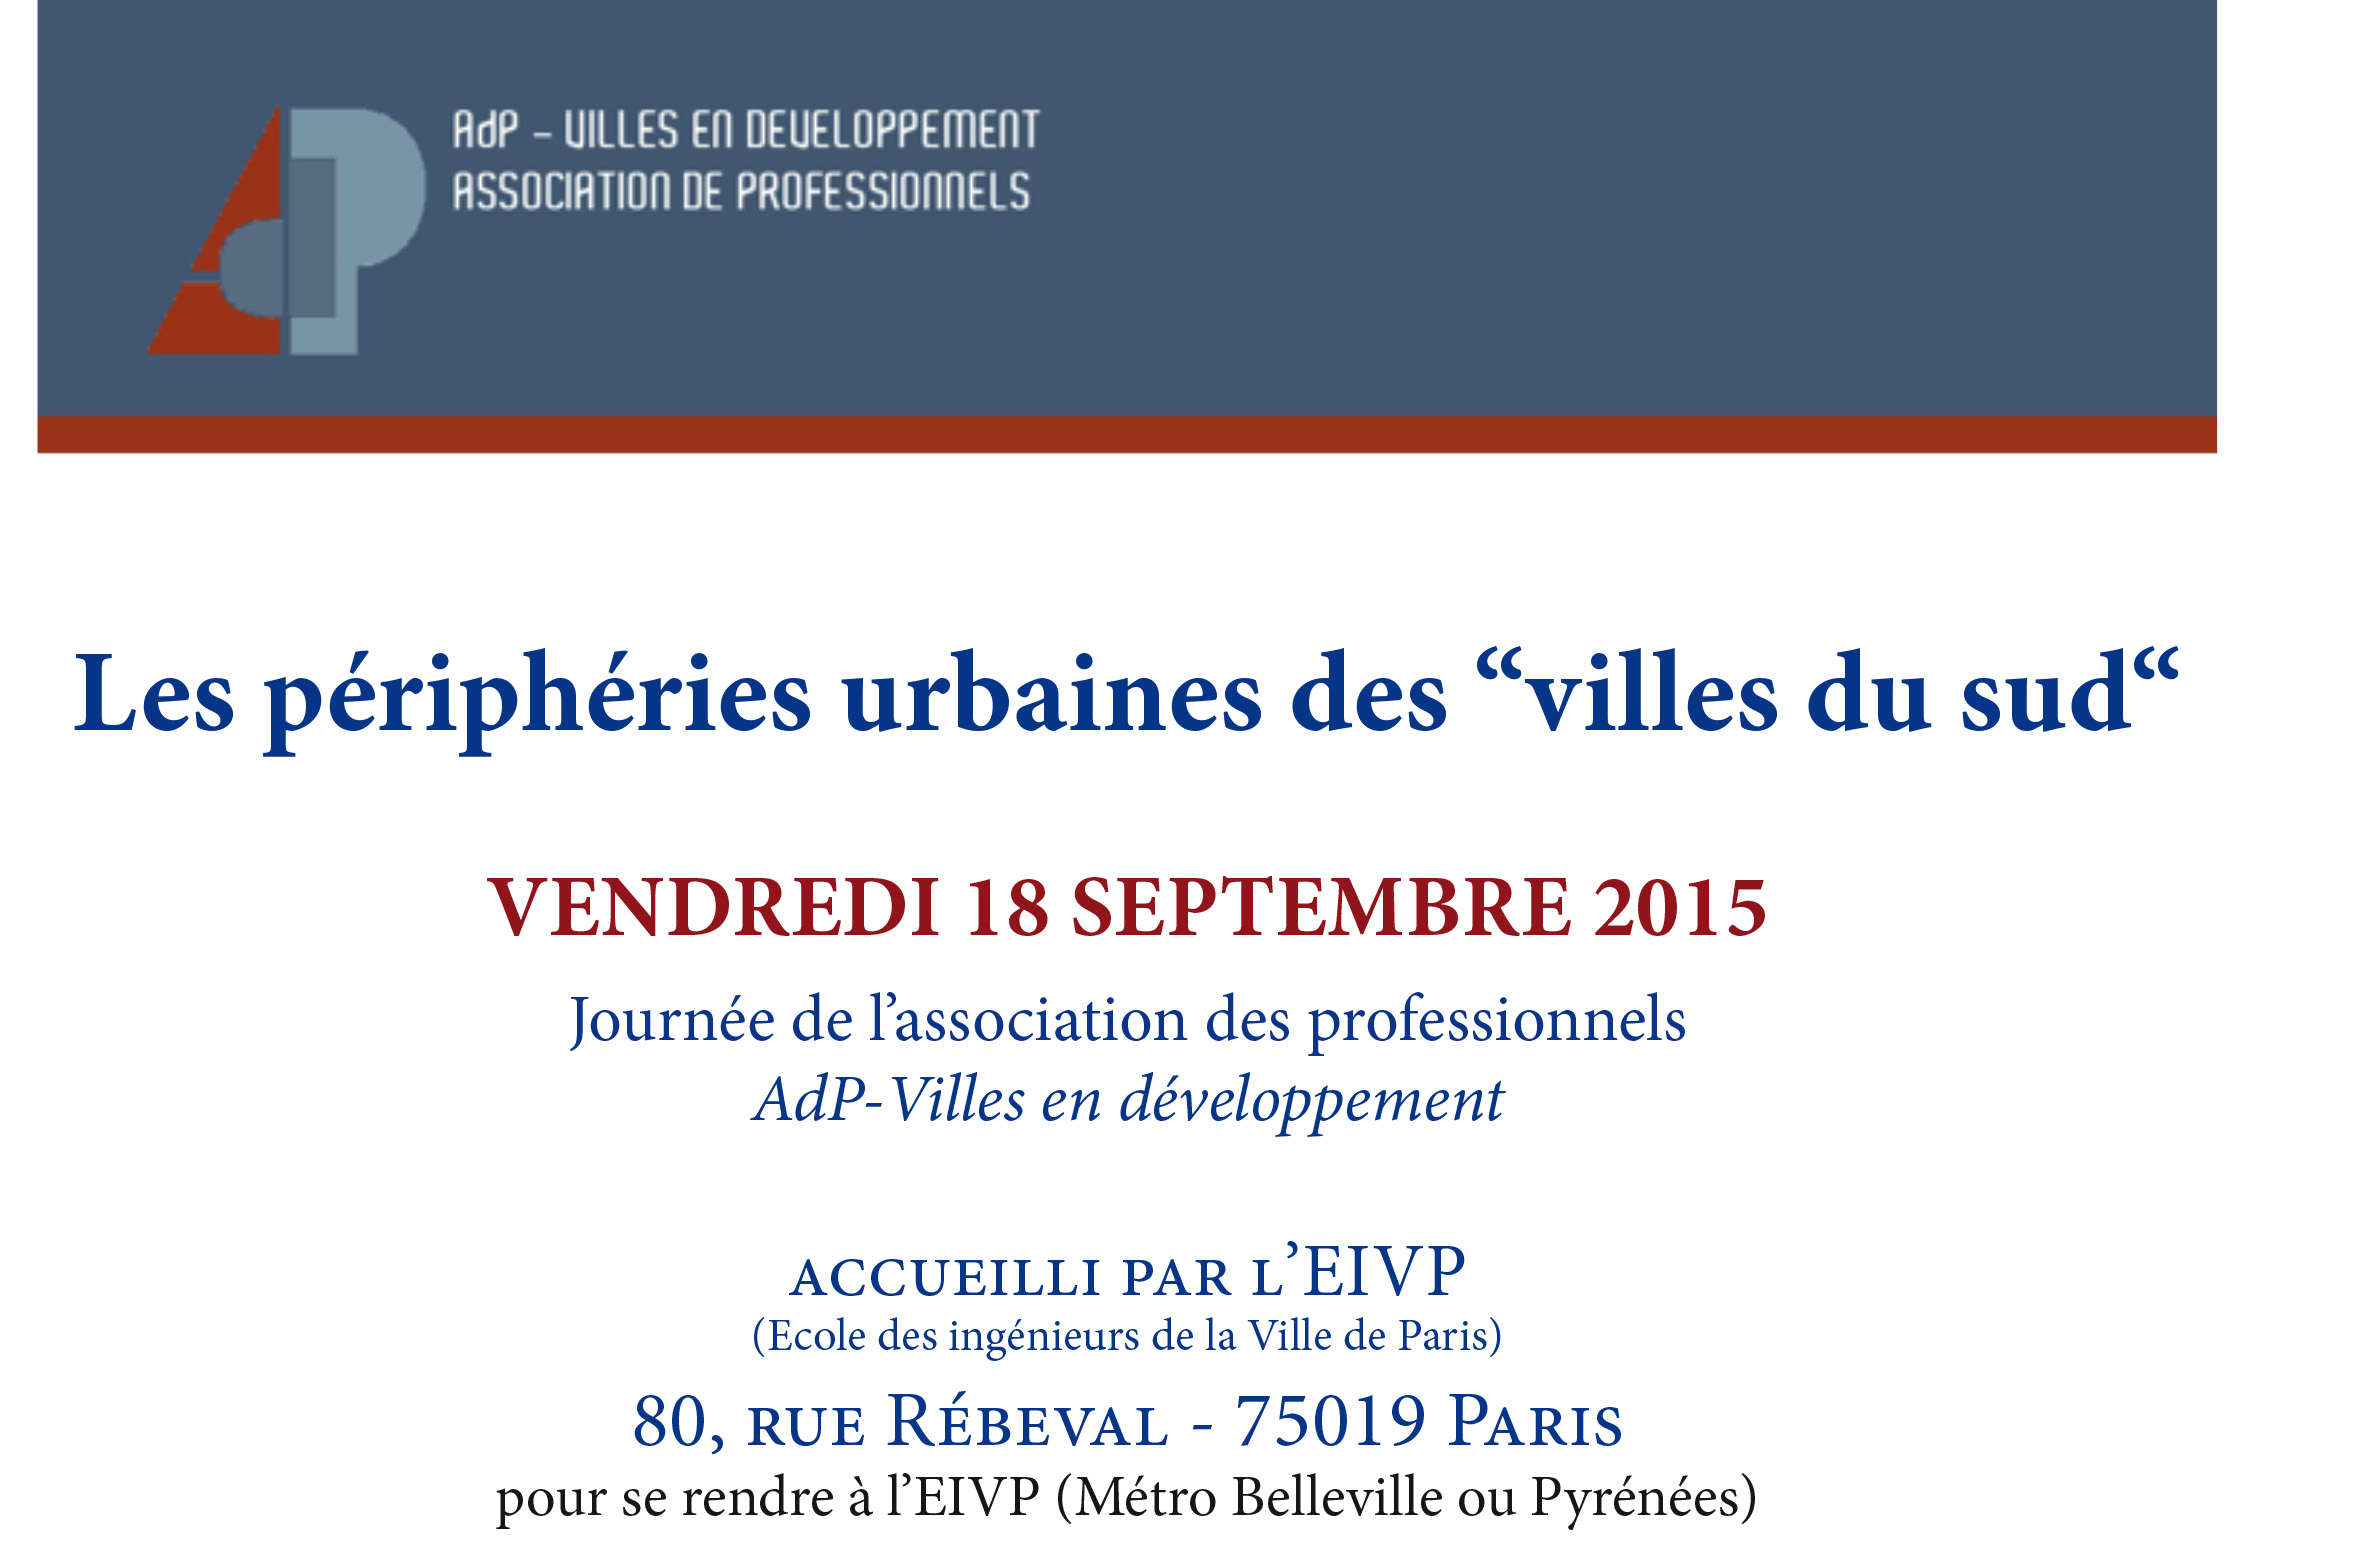 AdP
AdP - VILLES EN DEVELOPPEMENT
ASSOCIATION DE PROFESSIONNELS
Les périphéries urbaines des “villes du sud“
VENDREDI 18 SEPTEMBRE 2015
Journée de l’association des professionnels
AdP-Villes en développement
ACCUEILLI PAR L’EIVP
(Ecole des ingénieurs de la Ville de Paris)
80, RUE RÉBEVAL - 75019 PARIS
pour se rendre à l’EIVP (Métro Belleville ou Pyrénées)